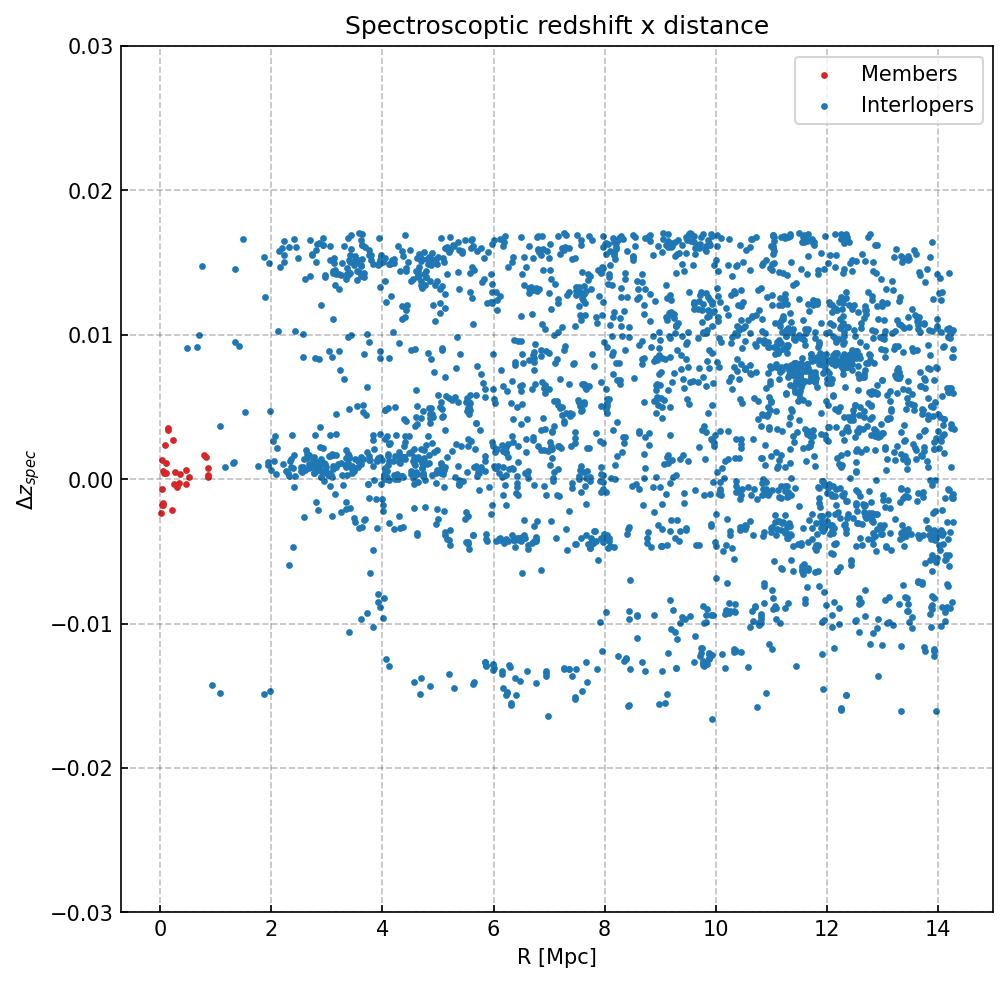 Spectroscoptic redshift x distance
Members
Interlopers
0.03
0.02
0.01
0.00
−0.01
−0.02
−0.03
Δz_spec
0 2 4 6 8 10 12 14
R [Mpc]